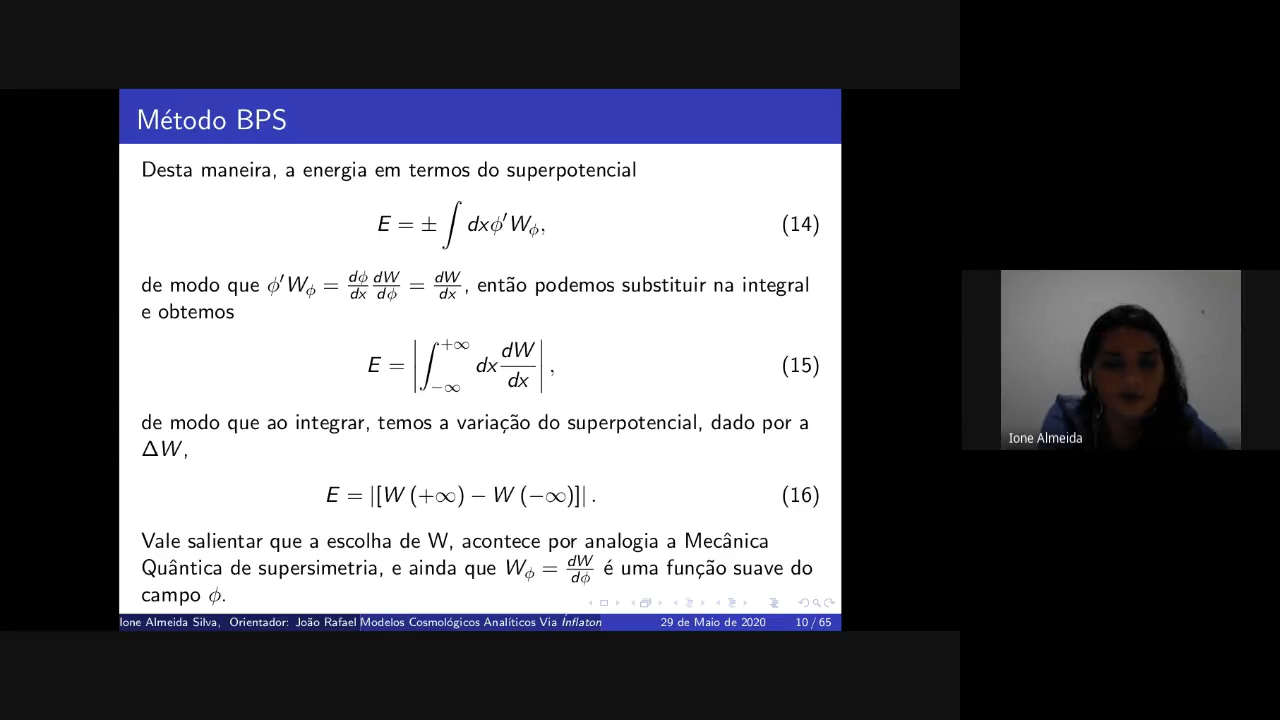 Método BPS
Desta maneira, a energia em termos do superpotencial
E = ± ∫ dxϕ′W_ϕ, (14)
de modo que ϕ′W_ϕ = dϕ/dx dW/dϕ = dW/dx, então podemos substituir na integral
e obtemos
E = |∫_{−∞}^{+∞} dx dW/dx|, (15)
de modo que ao integrar, temos a variação do superpotencial, dado por a
ΔW,
E = |[W (+∞) − W (−∞)]| . (16)
Vale salientar que a escolha de W, acontece por analogia a Mecânica
Quântica de supersimetria, e ainda que W_ϕ = dW/dϕ é uma função suave do
campo ϕ.
Ione Almeida Silva, Orientador: João Rafael Modelos Cosmológicos Analíticos Via Inflaton 29 de Maio de 2020 10 / 65
Ione Almeida